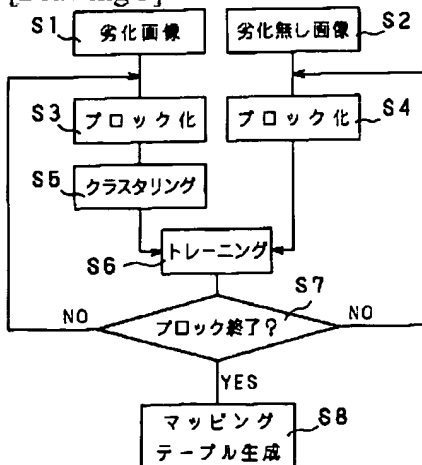 S1
劣化画像
S2
劣化無し画像
S3
ブロック化
S4
ブロック化
S5
クラスタリング
S6
トレーニング
S7
ブロック終了?
NO
NO
YES
S8
マッピング
テーブル生成